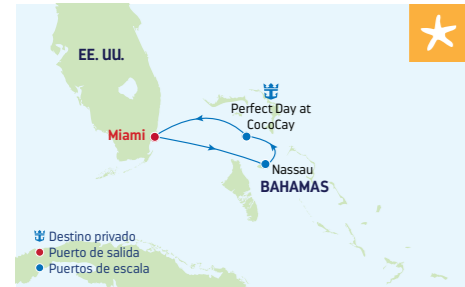 EE. UU.
Perfect Day at
CocoCay
Miami
Nassau
BAHAMAS
Destino privado
Puerto de salida
Puertos de escala